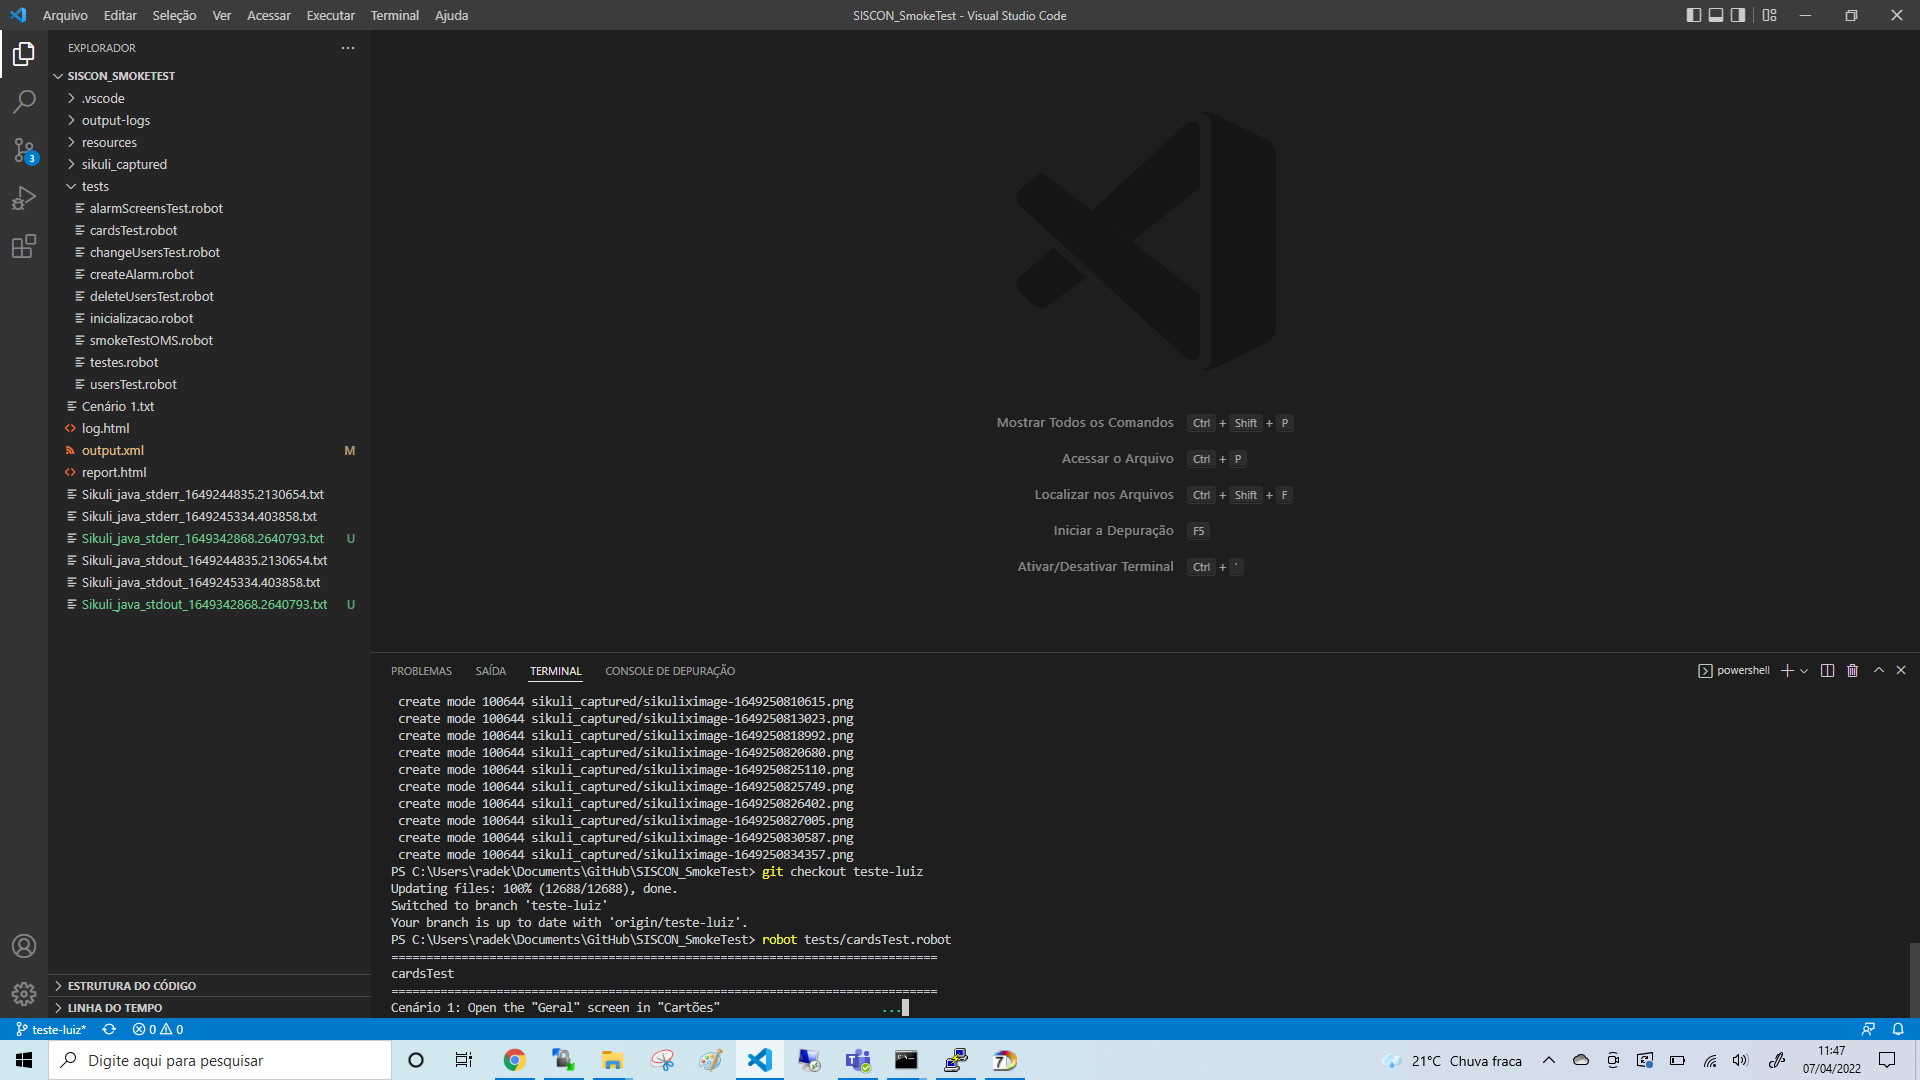 Arquivo Editar Seleção Ver Acessar Executar Terminal Ajuda
SISCON_SmokeTest - Visual Studio Code
EXPLORADOR
SISCON_SMOKETEST
.vscode
output-logs
resources
sikuli_captured
3
tests
alarmScreensTest.robot
cardsTest.robot
changeUsersTest.robot
createAlarm.robot
deleteUsersTest.robot
inicializacao.robot
smokeTestOMS.robot
testes.robot
usersTest.robot
Cenário 1.txt
log.html
output.xml M
report.html
Sikuli_java_stderr_1649244835.2130654.txt
Sikuli_java_stderr_1649245334.403858.txt
Sikuli_java_stderr_1649342868.2640793.txt U
Sikuli_java_stdout_1649244835.2130654.txt
Sikuli_java_stdout_1649245334.403858.txt
Sikuli_java_stdout_1649342868.2640793.txt U
ESTRUTURA DO CÓDIGO
LINHA DO TEMPO
Mostrar Todos os Comandos Ctrl + Shift + P
Acessar o Arquivo Ctrl + P
Localizar nos Arquivos Ctrl + Shift + F
Iniciar a Depuração F5
Ativar/Desativar Terminal Ctrl + '
PROBLEMAS SAÍDA TERMINAL CONSOLE DE DEPURAÇÃO
powershell
create mode 100644 sikuli_captured/sikuliximage-1649250810615.png
create mode 100644 sikuli_captured/sikuliximage-1649250813023.png
create mode 100644 sikuli_captured/sikuliximage-1649250818992.png
create mode 100644 sikuli_captured/sikuliximage-1649250820680.png
create mode 100644 sikuli_captured/sikuliximage-1649250825110.png
create mode 100644 sikuli_captured/sikuliximage-1649250825749.png
create mode 100644 sikuli_captured/sikuliximage-1649250826402.png
create mode 100644 sikuli_captured/sikuliximage-1649250827005.png
create mode 100644 sikuli_captured/sikuliximage-1649250830587.png
create mode 100644 sikuli_captured/sikuliximage-1649250834357.png
PS C:\Users\radek\Documents\GitHub\SISCON_SmokeTest> git checkout teste-luiz
Updating files: 100% (12688/12688), done.
Switched to branch 'teste-luiz'
Your branch is up to date with 'origin/teste-luiz'.
PS C:\Users\radek\Documents\GitHub\SISCON_SmokeTest> robot tests/cardsTest.robot
==============================================================================
cardsTest
==============================================================================
Cenário 1: Open the "Geral" screen in "Cartões" ...
teste-luiz* 0 0
Digite aqui para pesquisar
7
21°C Chuva fraca
11:47
07/04/2022